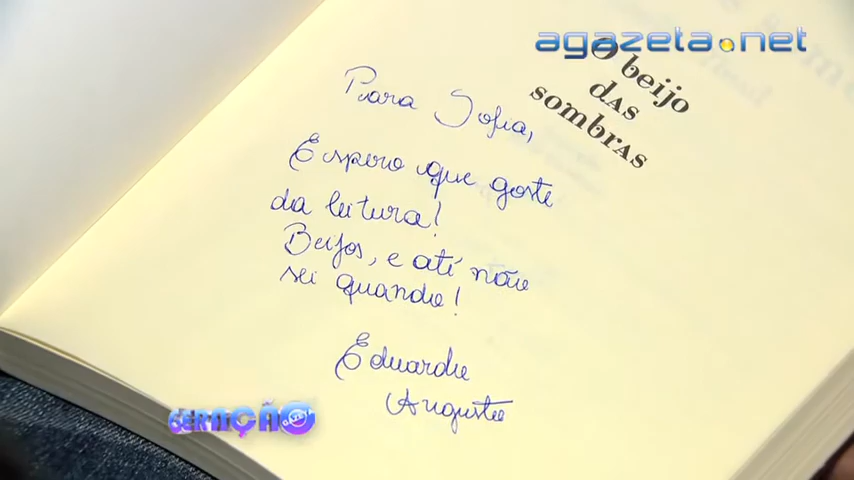 agazeta.net
O beijo
das
sombras
Para Sofia,
Espero que goste
da leitura!
Beijos, e até não
sei quando!
Eduardo
Augusto
GERAÇÃO